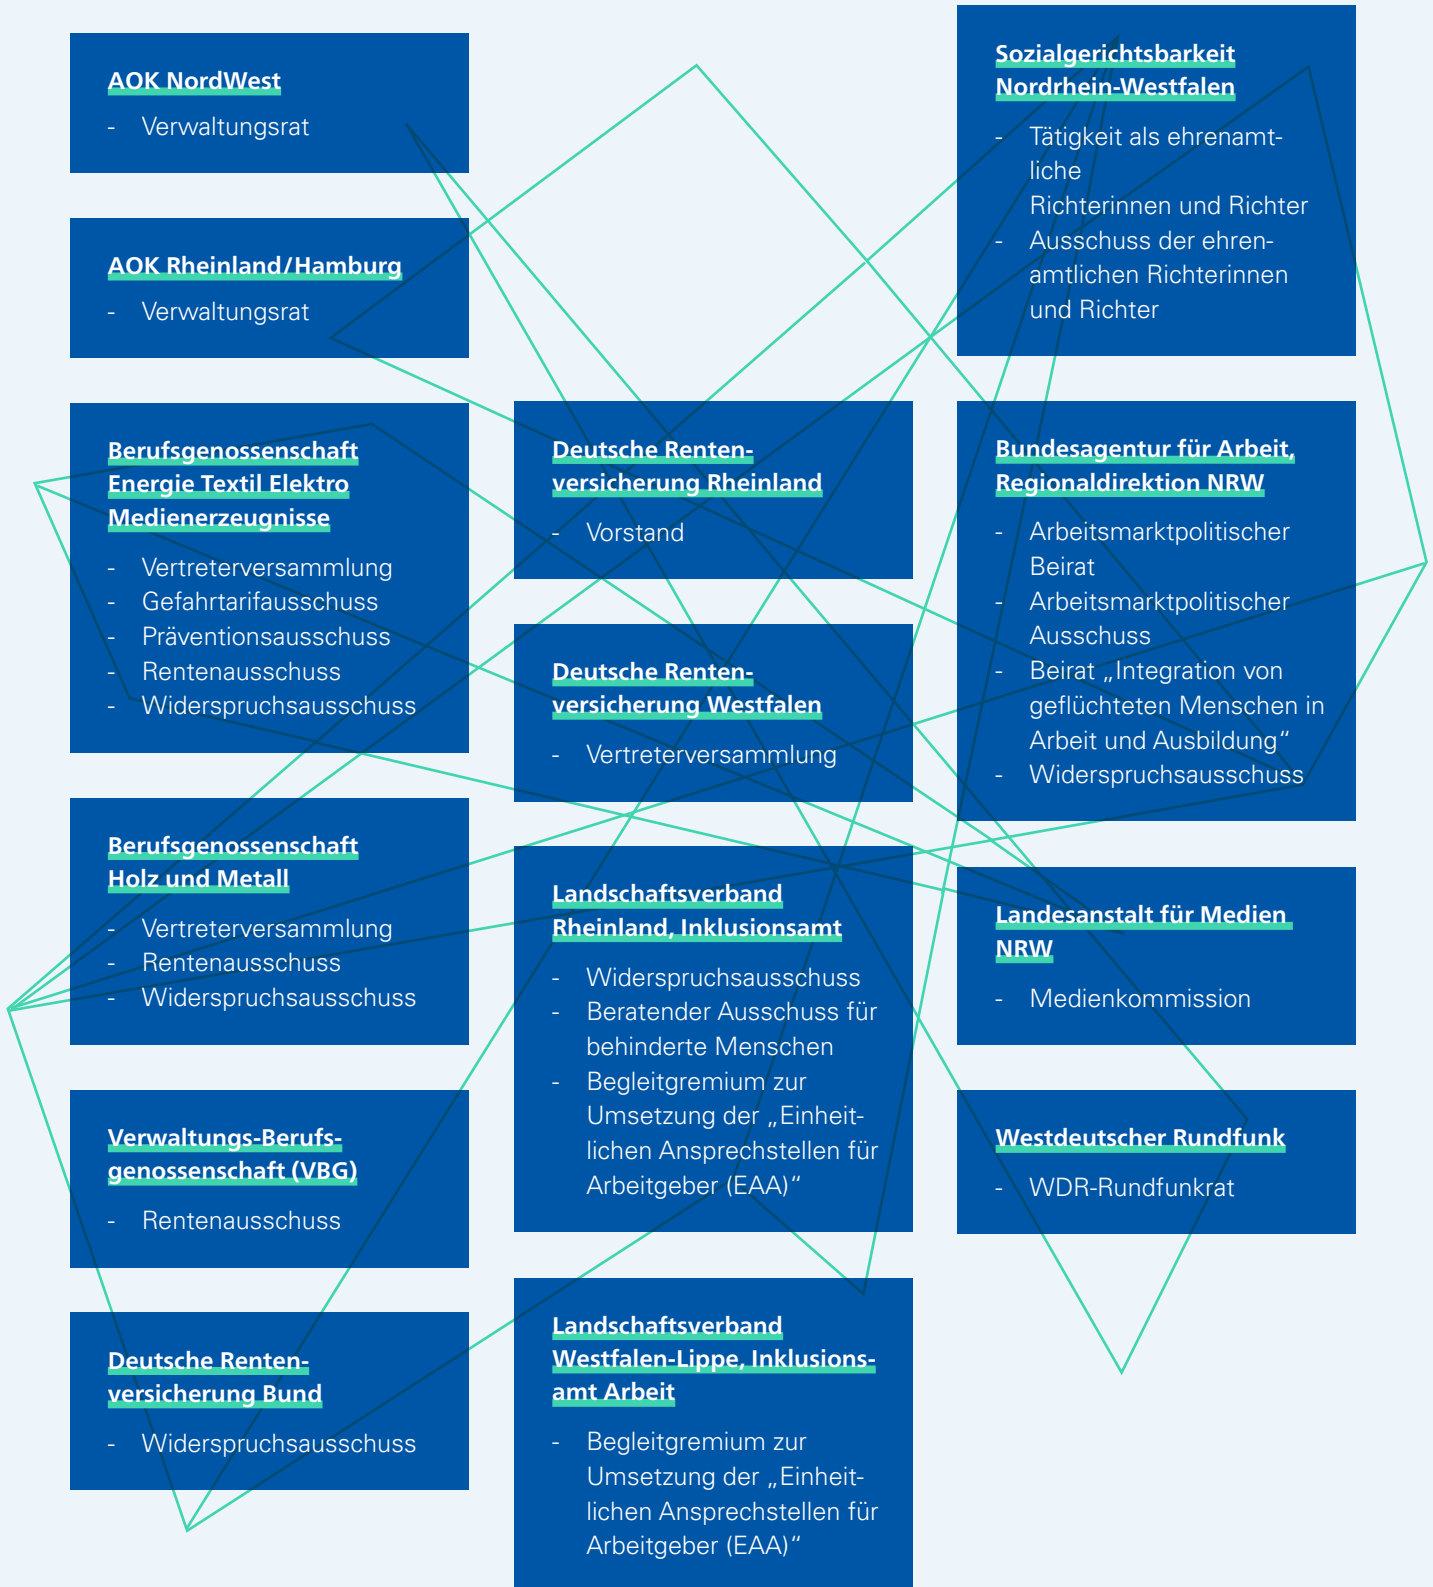 AOK NordWest
- Verwaltungsrat
AOK Rheinland/Hamburg
- Verwaltungsrat
Berufsgenossenschaft
Energie Textil Elektro
Medienerzeugnisse
- Vertreterversammlung
- Gefahrtarifausschuss
- Präventionsausschuss
- Rentenausschuss
- Widerspruchsausschuss
Berufsgenossenschaft
Holz und Metall
- Vertreterversammlung
- Rentenausschuss
- Widerspruchsausschuss
Verwaltungs-Berufs-
genossenschaft (VBG)
- Rentenausschuss
Deutsche Renten-
versicherung Bund
- Widerspruchsausschuss
Deutsche Renten-
versicherung Rheinland
- Vorstand
Deutsche Renten-
versicherung Westfalen
- Vertreterversammlung
Landschaftsverband
Rheinland, Inklusionsamt
- Widerspruchsausschuss
- Beratender Ausschuss für
behinderte Menschen
- Begleitgremium zur
Umsetzung der „Einheit-
lichen Ansprechstellen für
Arbeitgeber (EAA)“
Landschaftsverband
Westfalen-Lippe, Inklusions-
amt Arbeit
- Begleitgremium zur
Umsetzung der „Einheit-
lichen Ansprechstellen für
Arbeitgeber (EAA)“
Sozialgerichtsbarkeit
Nordrhein-Westfalen
- Tätigkeit als ehrenamt-
liche
Richterinnen und Richter
- Ausschuss der ehren-
amtlichen Richterinnen
und Richter
Bundesagentur für Arbeit,
Regionaldirektion NRW
- Arbeitsmarktpolitischer
Beirat
- Arbeitsmarktpolitischer
Ausschuss
- Beirat „Integration von
geflüchteten Menschen in
Arbeit und Ausbildung“
- Widerspruchsausschuss
Landesanstalt für Medien
NRW
- Medienkommission
Westdeutscher Rundfunk
- WDR-Rundfunkrat